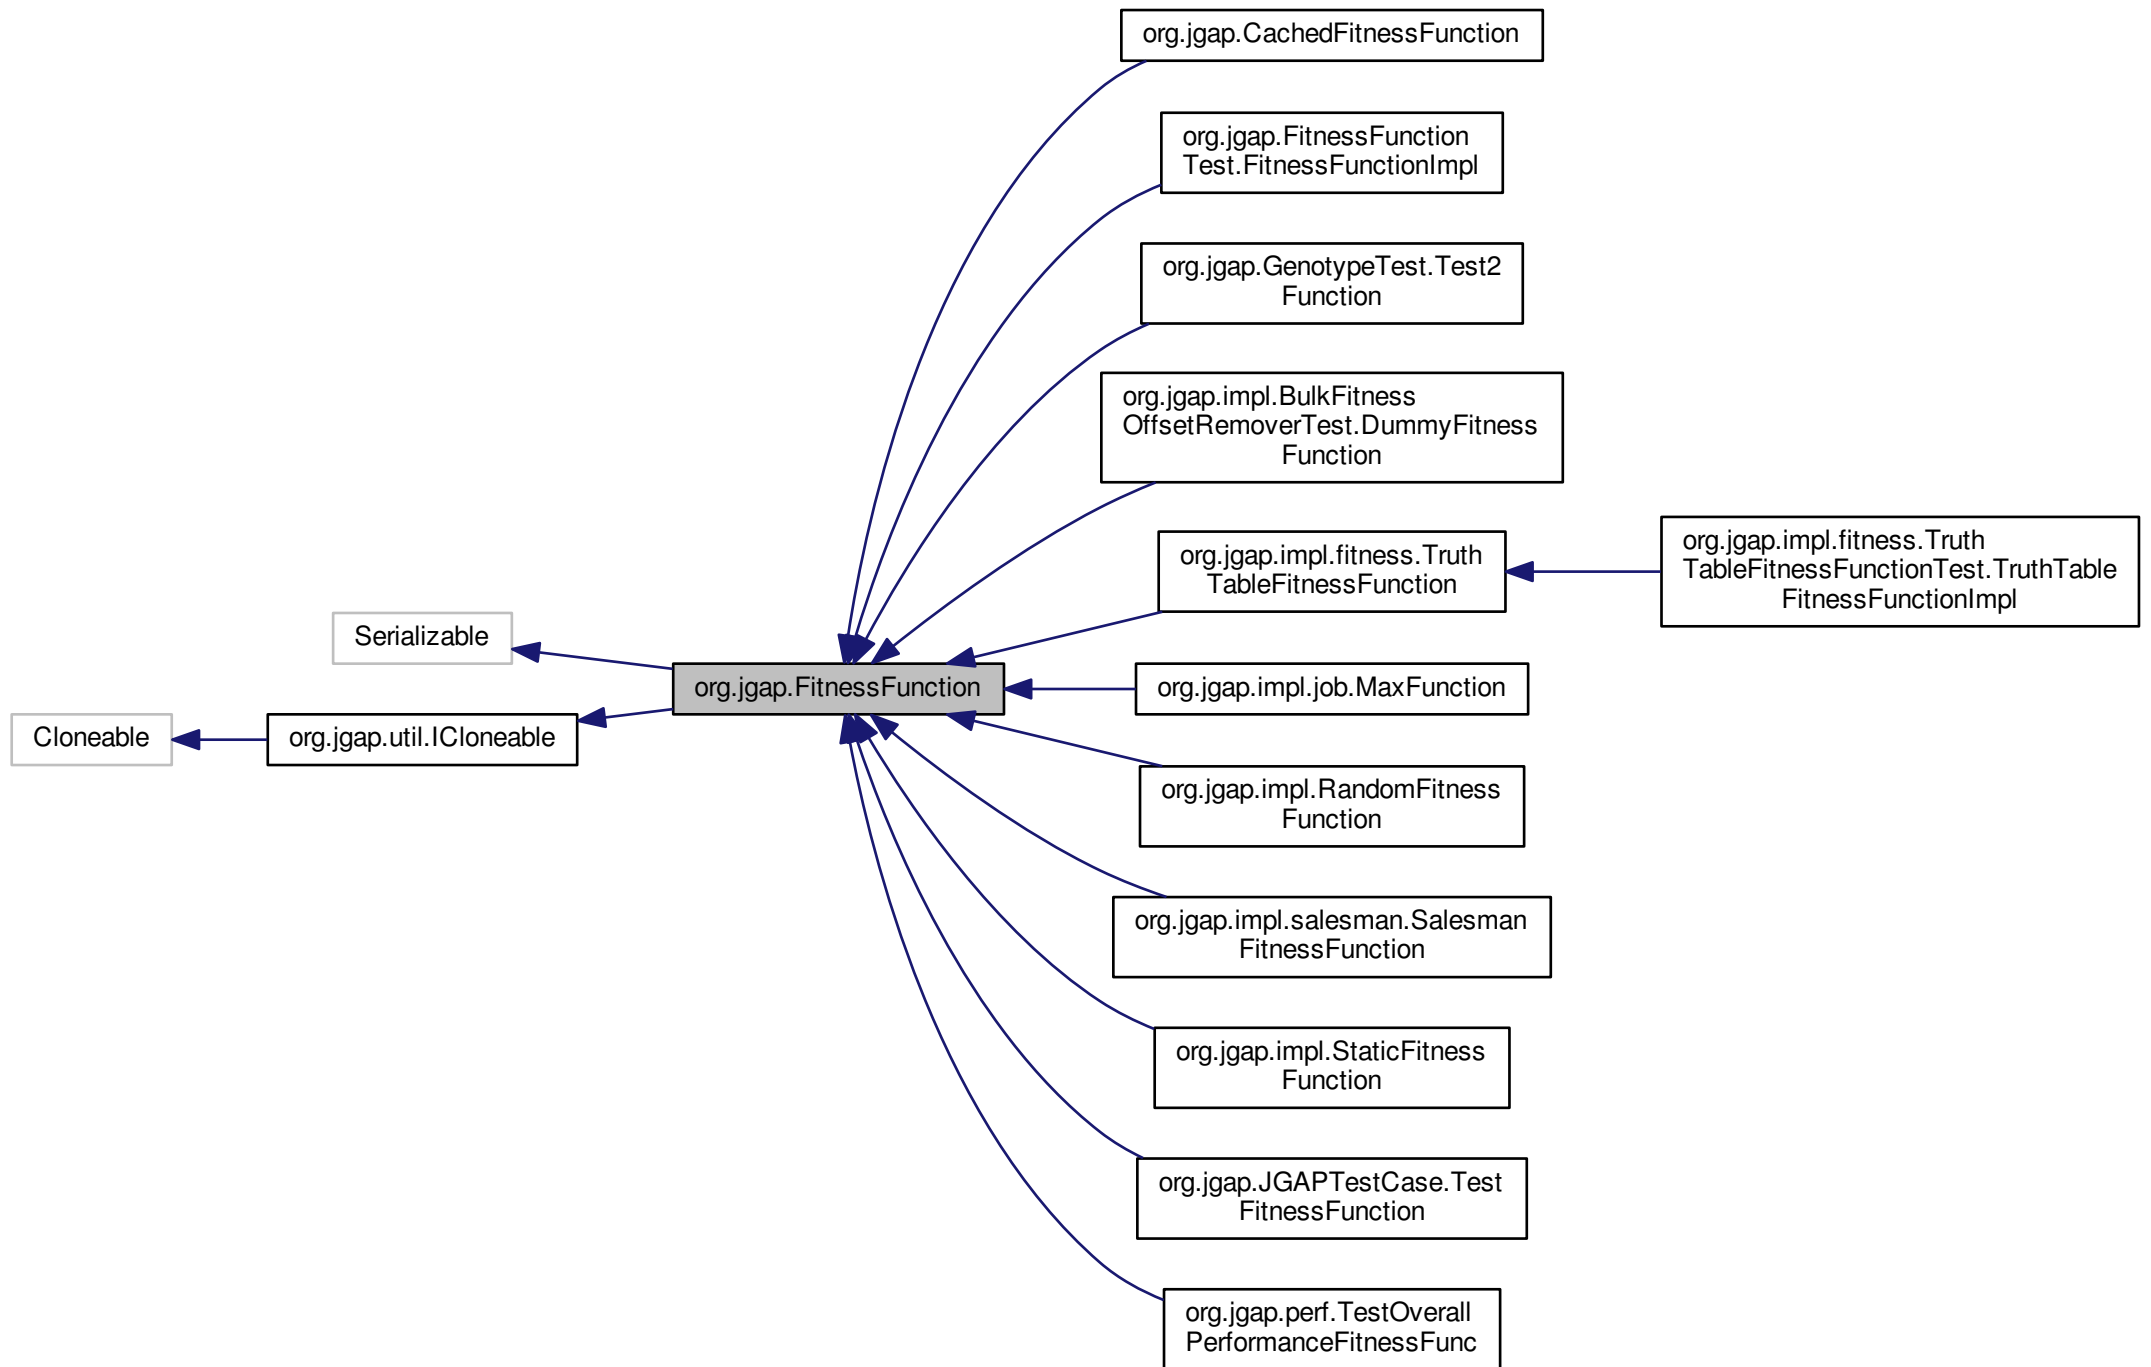 org.jgap.CachedFitnessFunction
org.jgap.FitnessFunction
Test.FitnessFunctionImpl
org.jgap.GenotypeTest.Test2
Function
org.jgap.impl.BulkFitness
OffsetRemoverTest.DummyFitness
Function
org.jgap.impl.fitness.Truth
TableFitnessFunction
org.jgap.impl.fitness.Truth
TableFitnessFunctionTest.TruthTable
FitnessFunctionImpl
Serializable
org.jgap.FitnessFunction
org.jgap.impl.job.MaxFunction
Cloneable
org.jgap.util.ICloneable
org.jgap.impl.RandomFitness
Function
org.jgap.impl.salesman.Salesman
FitnessFunction
org.jgap.impl.StaticFitness
Function
org.jgap.JGAPTestCase.Test
FitnessFunction
org.jgap.perf.TestOverall
PerformanceFitnessFunc